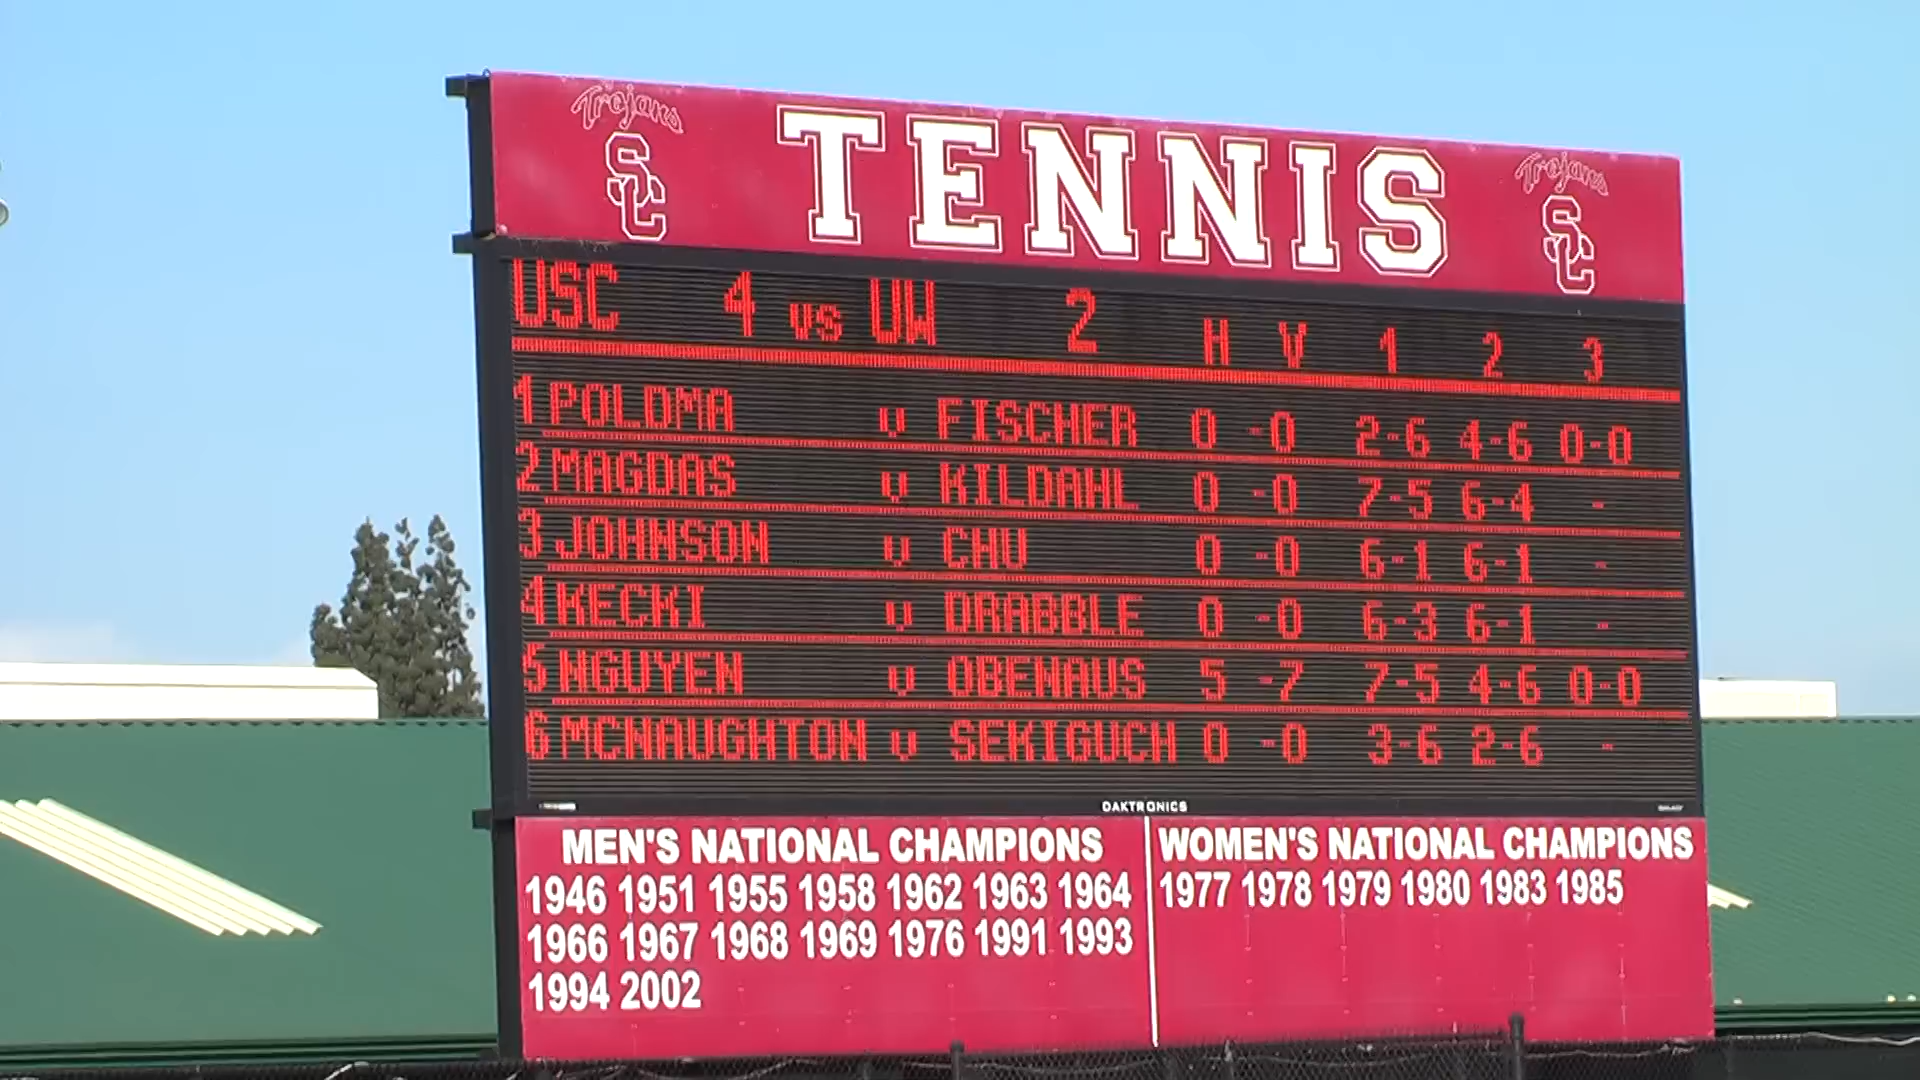 Trojans TENNIS Trojans
SC SC
USC 4 vs UW 2 H V 1 2 3
1 POLDMA v FISCHER 0 -0 2-6 4-6 0-0
2 MAGDAS v KILDAHL 0 -0 7-5 6-4 -
3 JOHNSON v CHU 0 -0 6-1 6-1 -
4 KECKI v DRABBLE 0 -0 6-3 6-1 -
5 NGUYEN v OBENAUS 5 -7 7-5 4-6 0-0
6 MCNAUGHTON v SEKIGUCH 0 -0 3-6 2-6 -
DAKTRONICS
MEN'S NATIONAL CHAMPIONS
1946 1951 1955 1958 1962 1963 1964
1966 1967 1968 1969 1976 1991 1993
1994 2002
WOMEN'S NATIONAL CHAMPIONS
1977 1978 1979 1980 1983 1985